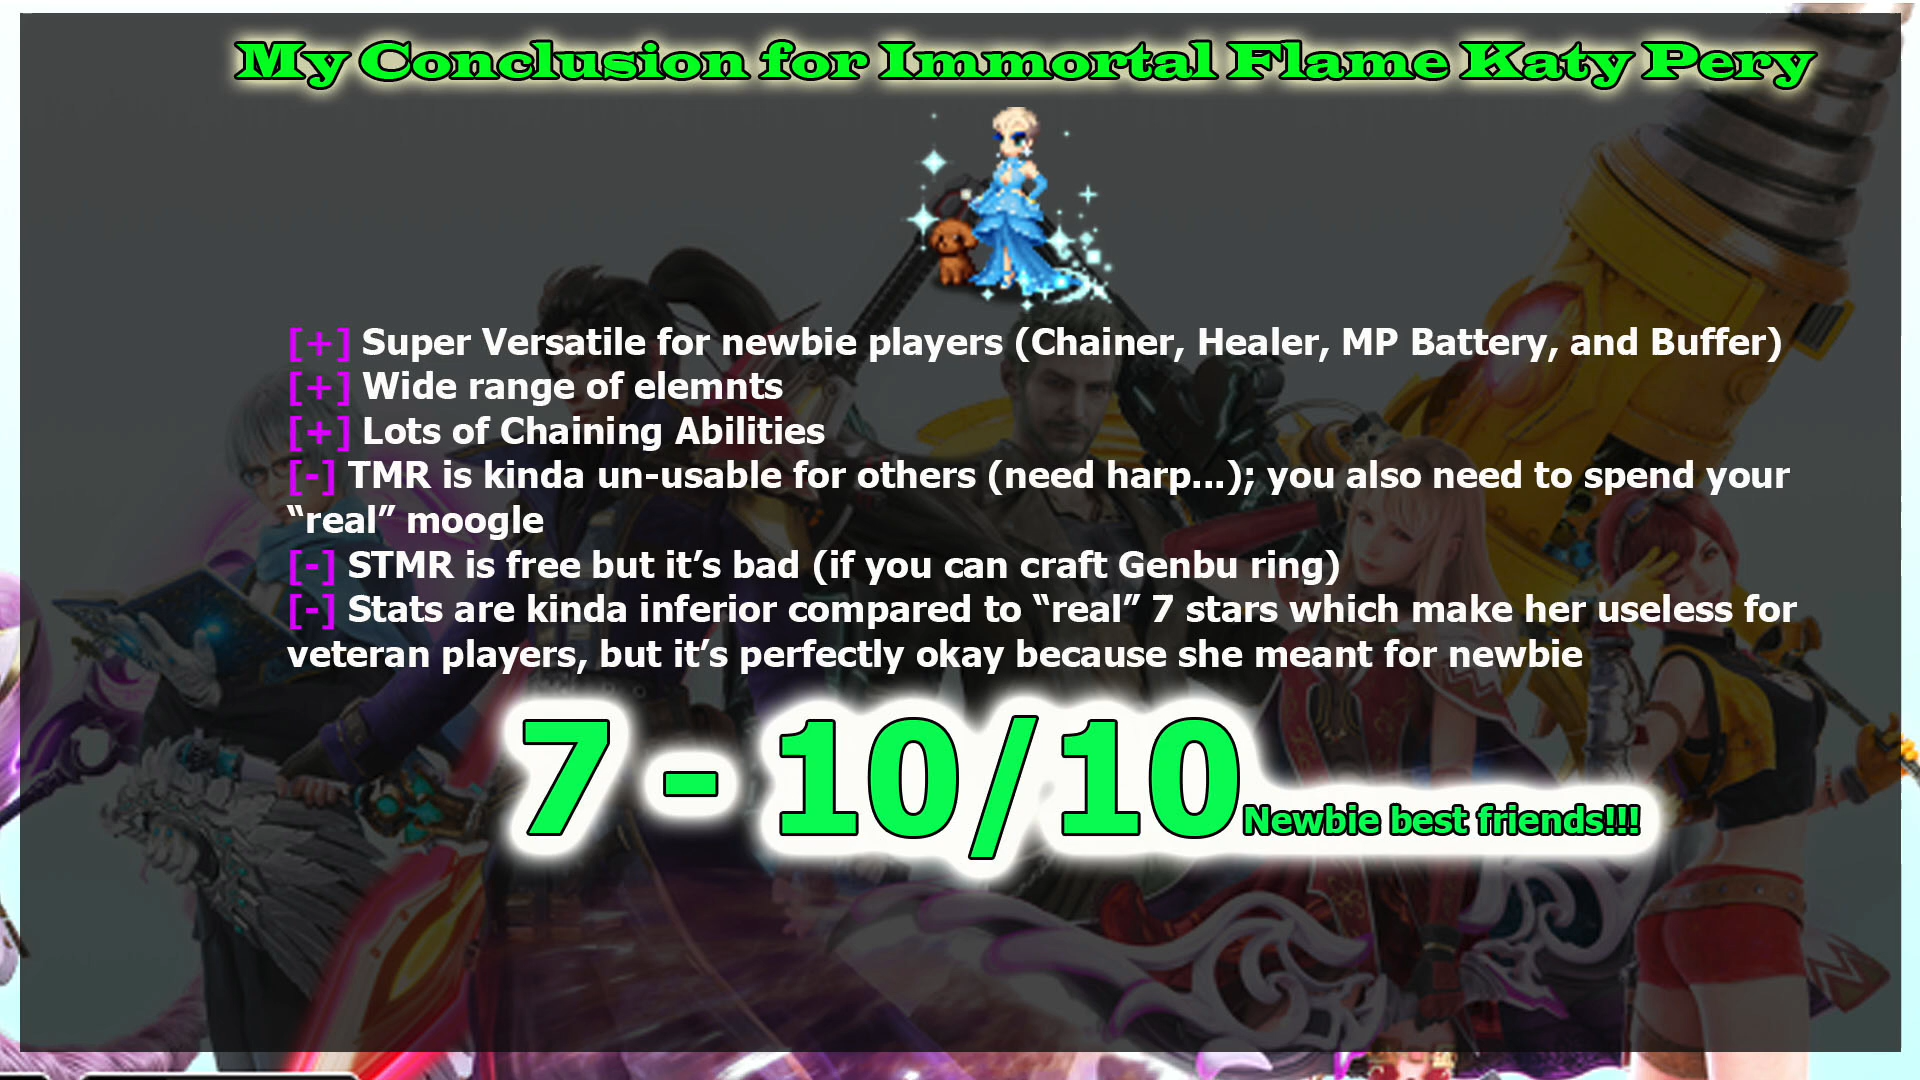 My Conclusion for Immortal Flame Katy Pery
[+] Super Versatile for newbie players (Chainer, Healer, MP Battery, and Buffer)
[+] Wide range of elemnts
[+] Lots of Chaining Abilities
[-] TMR is kinda un-usable for others (need harp...); you also need to spend your
“real” moogle
[-] STMR is free but it’s bad (if you can craft Genbu ring)
[-] Stats are kinda inferior compared to “real” 7 stars which make her useless for
veteran players, but it’s perfectly okay because she meant for newbie
7 - 10/10 Newbie best friends!!!